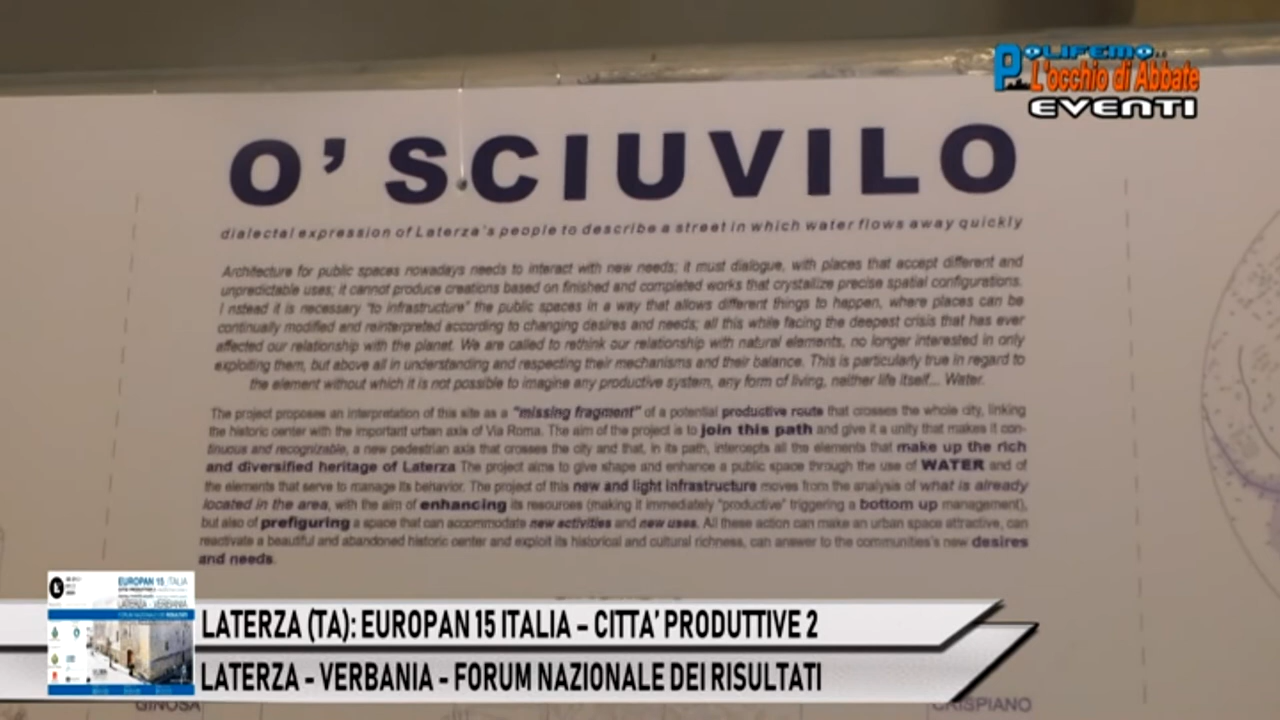 POLIFEMO
L'occhio di Abbate
EVENTI
O' SCIUVILO
dialectal expression of Laterza's people to describe a street in which water flows away quickly
Architecture for public spaces nowadays needs to interact with new needs; it must dialogue, with places that accept different and
unpredictable uses; it cannot produce creations based on finished and completed works that crystallize precise spatial configurations.
I nstead it is necessary "to infrastructure" the public spaces in a way that allows different things to happen, where places can be
continually modified and reinterpreted according to changing desires and needs; all this while facing the deepest crisis that has ever
affected our relationship with the planet. We are called to rethink our relationship with natural elements, no longer interested in only
exploiting them, but above all in understanding and respecting their mechanisms and their balance. This is particularly true in regard to
the element without which it is not possible to imagine any productive system, any form of living, neither life itself... Water.
The project proposes an interpretation of this site as a "missing fragment" of a potential productive route that crosses the whole city, linking
the historic center with the important urban axis of Via Roma. The aim of the project is to join this path and give it a unity that makes it con-
tinuous and recognizable, a new pedestrian axis that crosses the city and that, in its path, intercepts all the elements that make up the rich
and diversified heritage of Laterza The project aims to give shape and enhance a public space through the use of WATER and of
the elements that serve to manage its behavior. The project of this new and light infrastructure moves from the analysis of what is already
located in the area, with the aim of enhancing its resources (making it immediately "productive" triggering a bottom up management),
but also of prefiguring a space that can accommodate new activities and new uses. All these action can make an urban space attractive, can
reactivate a beautiful and abandoned historic center and exploit its historical and cultural richness, can answer to the communities's new desires
and needs.
EUROPAN 15 ITALIA
LATERZA - VERBANIA
LATERZA (TA): EUROPAN 15 ITALIA – CITTA' PRODUTTIVE 2
LATERZA - VERBANIA - FORUM NAZIONALE DEI RISULTATI
GINOSA
CRISPIANO